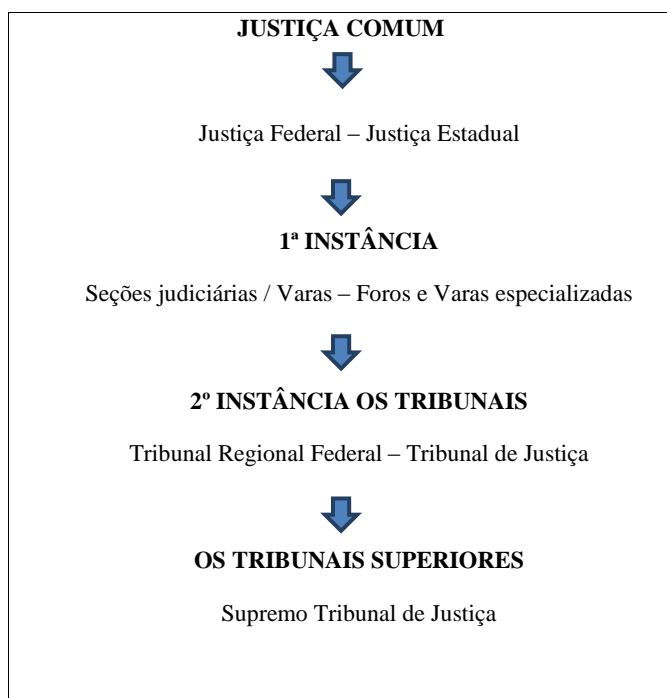 JUSTIÇA COMUM
Justiça Federal – Justiça Estadual
1ª INSTÂNCIA
Seções judiciárias / Varas – Foros e Varas especializadas
2º INSTÂNCIA OS TRIBUNAIS
Tribunal Regional Federal – Tribunal de Justiça
OS TRIBUNAIS SUPERIORES
Supremo Tribunal de Justiça